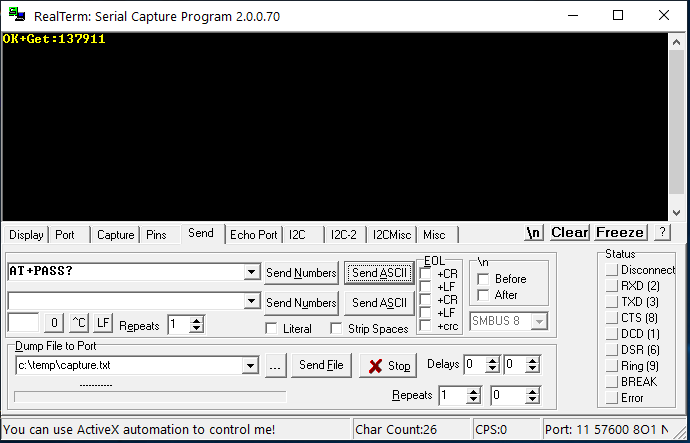 RealTerm: Serial Capture Program 2.0.0.70
OK+Get:137911
Display Port Capture Pins Send Echo Port I2C I2C-2 I2CMisc Misc \n Clear Freeze ?
AT+PASS? Send Numbers Send ASCII
Send Numbers Send ASCII
0 ^C LF Repeats 1 Literal Strip Spaces
EOL
+CR
+LF
+CR
+LF
+crc
\n
Before
After
SMBUS 8
Dump File to Port
c:\temp\capture.txt ... Send File Stop Delays 0 0
Repeats 1 0
Status
Disconnect
RXD (2)
TXD (3)
CTS (8)
DCD (1)
DSR (6)
Ring (9)
BREAK
Error
You can use ActiveX automation to control me! Char Count:26 CPS:0 Port: 11 57600 8O1 N